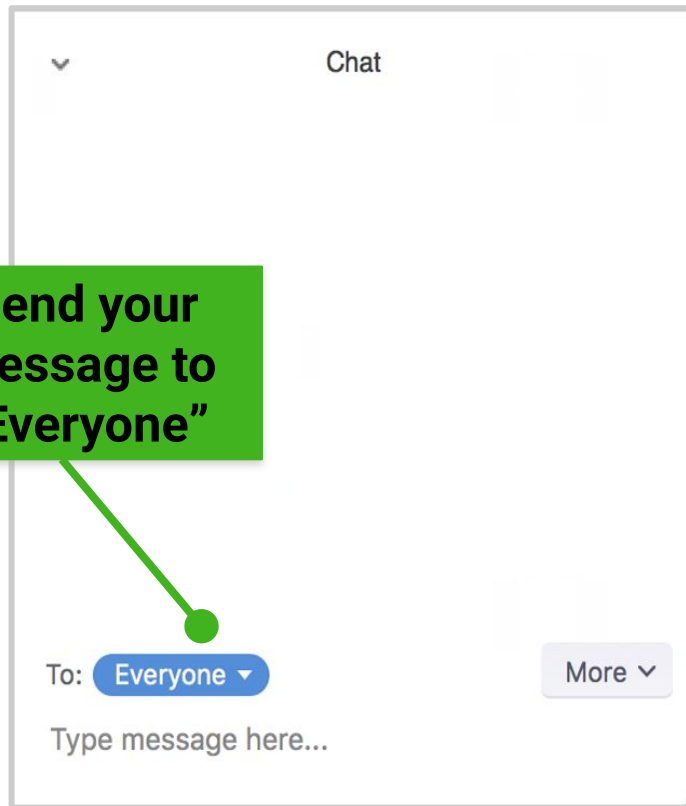 Chat
end your
essage to
Everyone”
To: Everyone
More
Type message here...